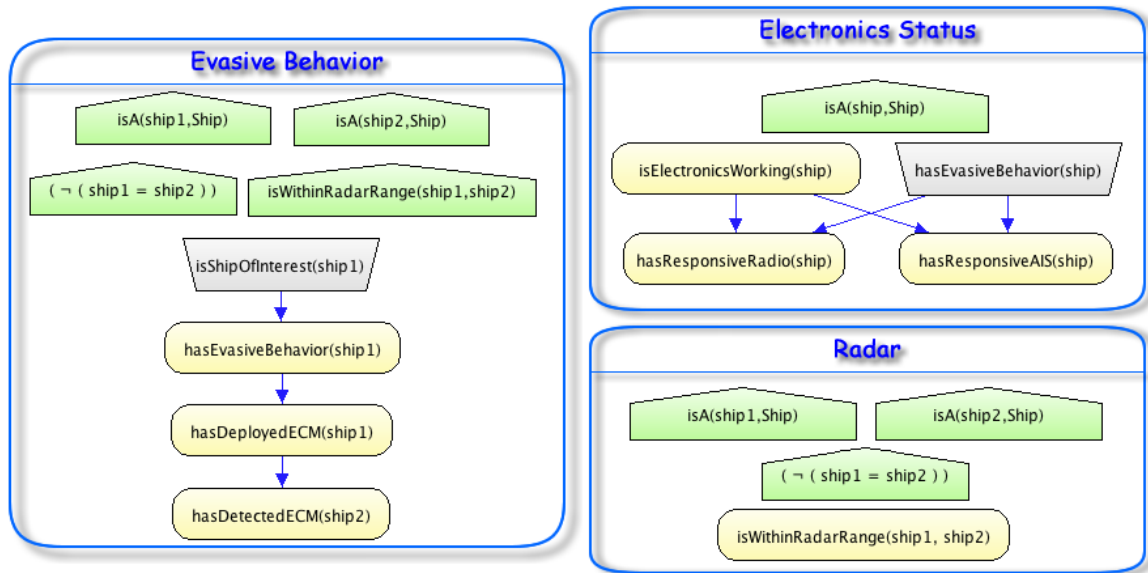 Evasive Behavior
isA(ship1,Ship)
isA(ship2,Ship)
( ¬ ( ship1 = ship2 ) )
isWithinRadarRange(ship1,ship2)
isShipOfInterest(ship1)
hasEvasiveBehavior(ship1)
hasDeployedECM(ship1)
hasDetectedECM(ship2)
Electronics Status
isA(ship,Ship)
isElectronicsWorking(ship)
hasEvasiveBehavior(ship)
hasResponsiveRadio(ship)
hasResponsiveAIS(ship)
Radar
isA(ship1,Ship)
isA(ship2,Ship)
( ¬ ( ship1 = ship2 ) )
isWithinRadarRange(ship1, ship2)